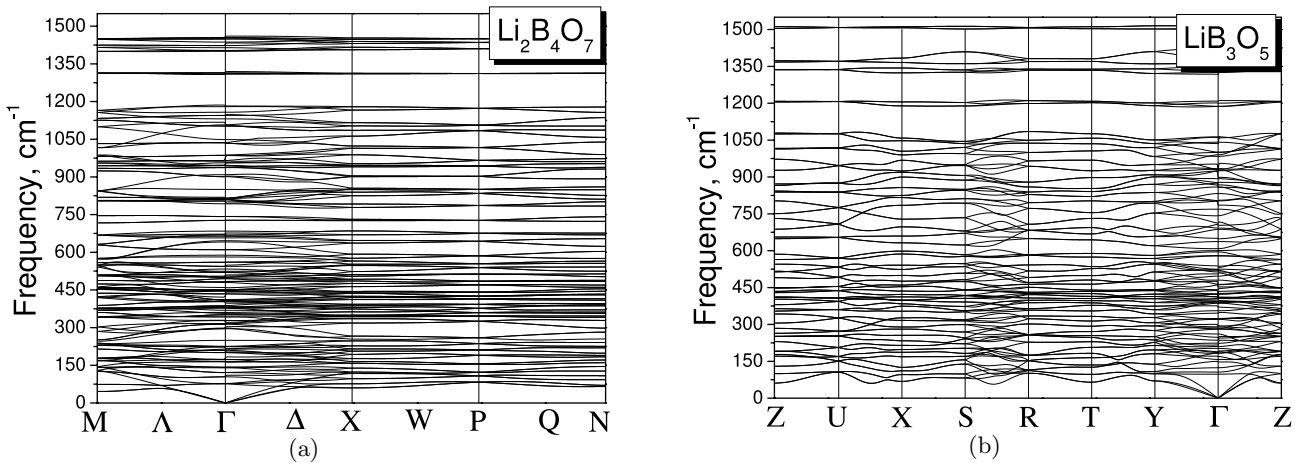 Li2B4O7
Frequency, cm-1
1500
1350
1200
1050
900
750
600
450
300
150
0
M Λ Γ Δ X W P Q N
(a)
LiB3O5
Frequency, cm-1
1500
1350
1200
1050
900
750
600
450
300
150
0
Z U X S R T Y Γ Z
(b)